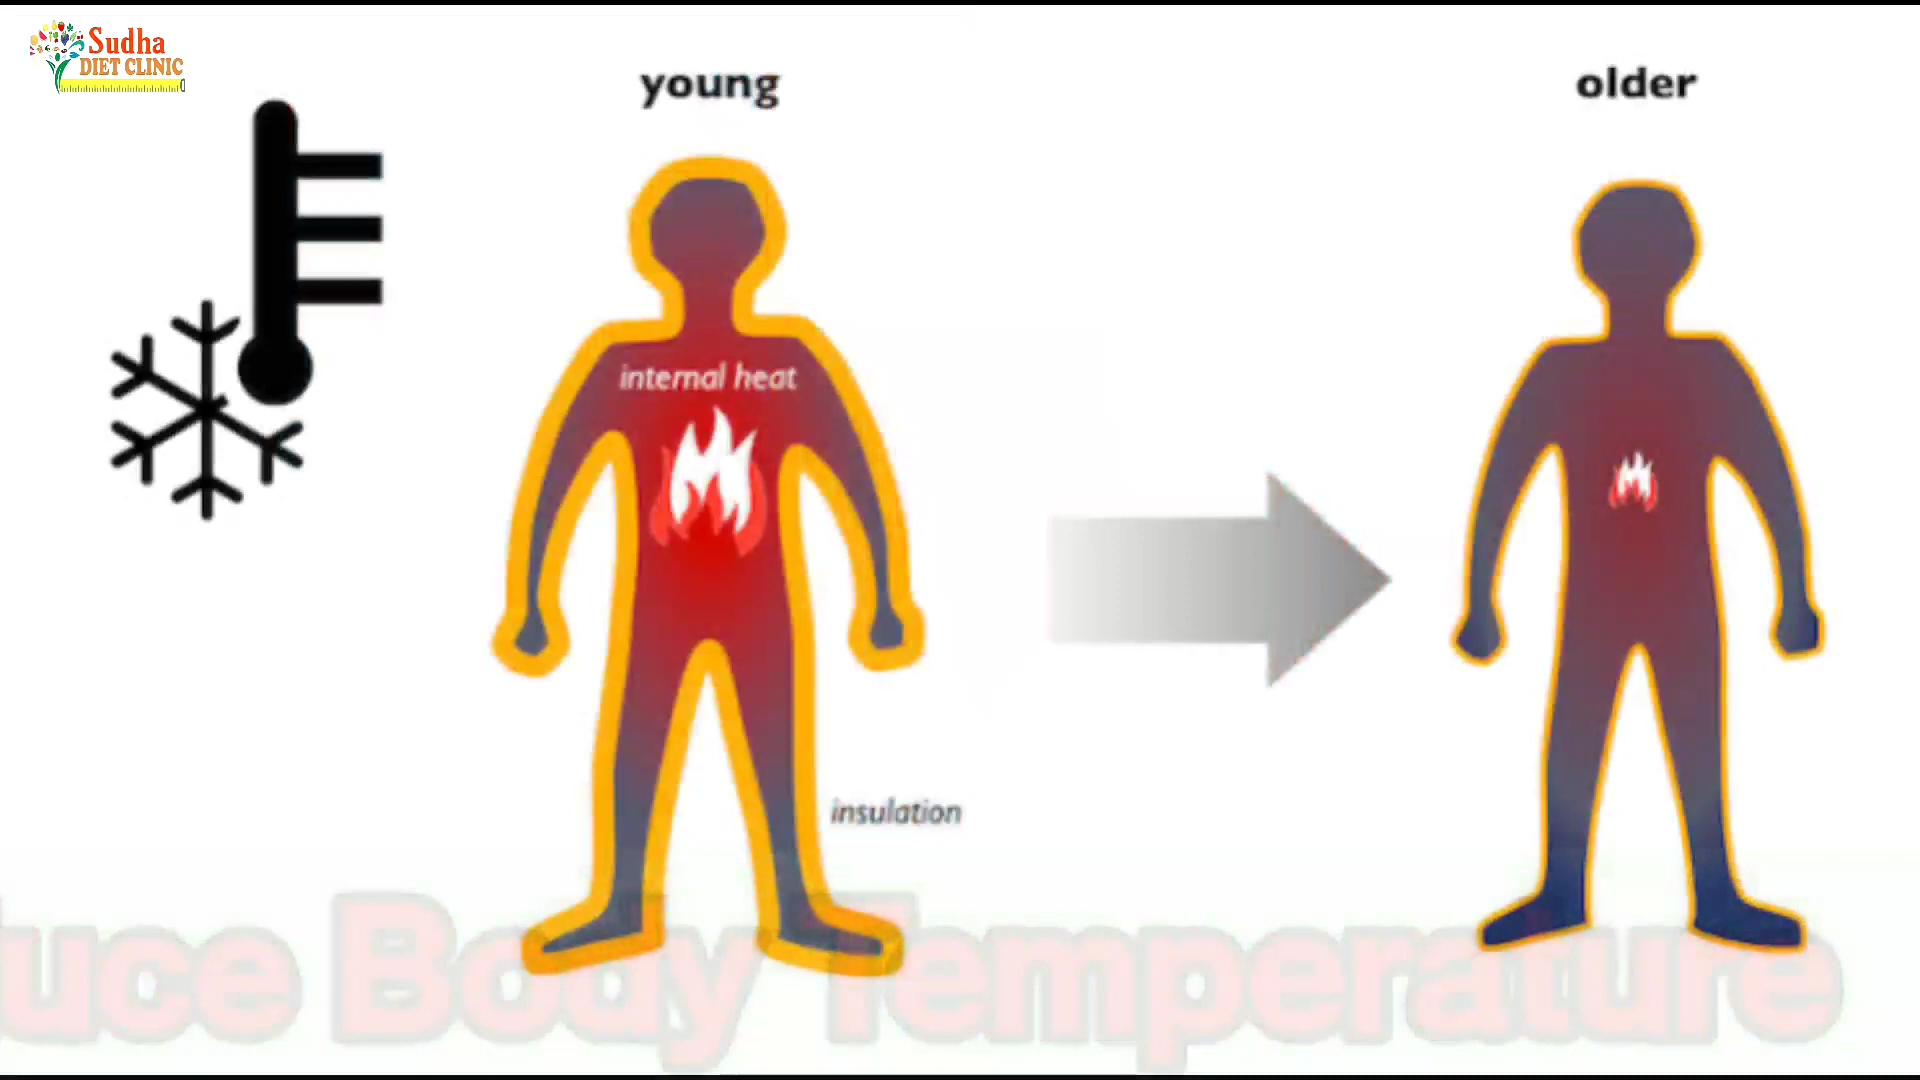 Sudha
DIET CLINIC
young
older
internal heat
insulation
uce Body Temperature